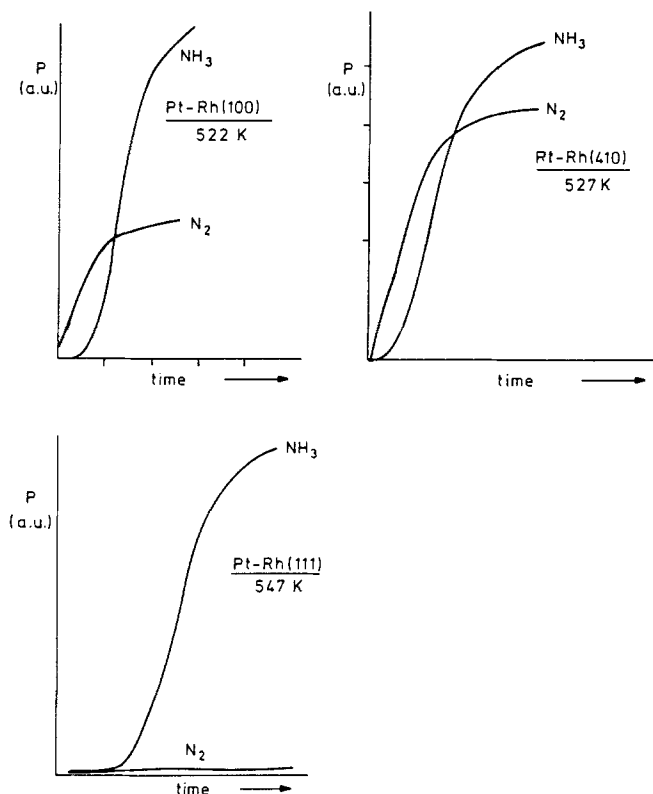 P
(a.u.)
NH3
Pt-Rh(100)
522 K
N2
time
P
(a.u.)
NH3
N2
Rt-Rh(410)
527K
time
P
(a.u.)
NH3
Pt-Rh(111)
547 K
N2
time